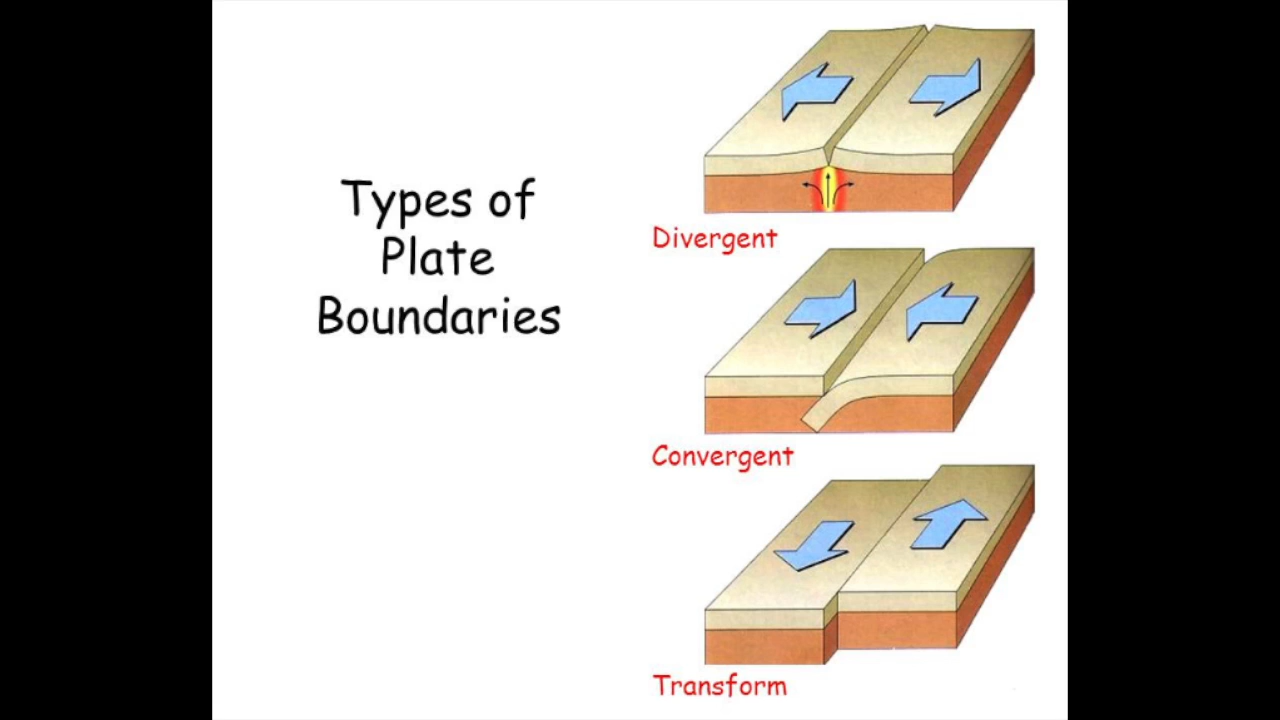 Types of
Plate
Boundaries
Divergent
Convergent
Transform